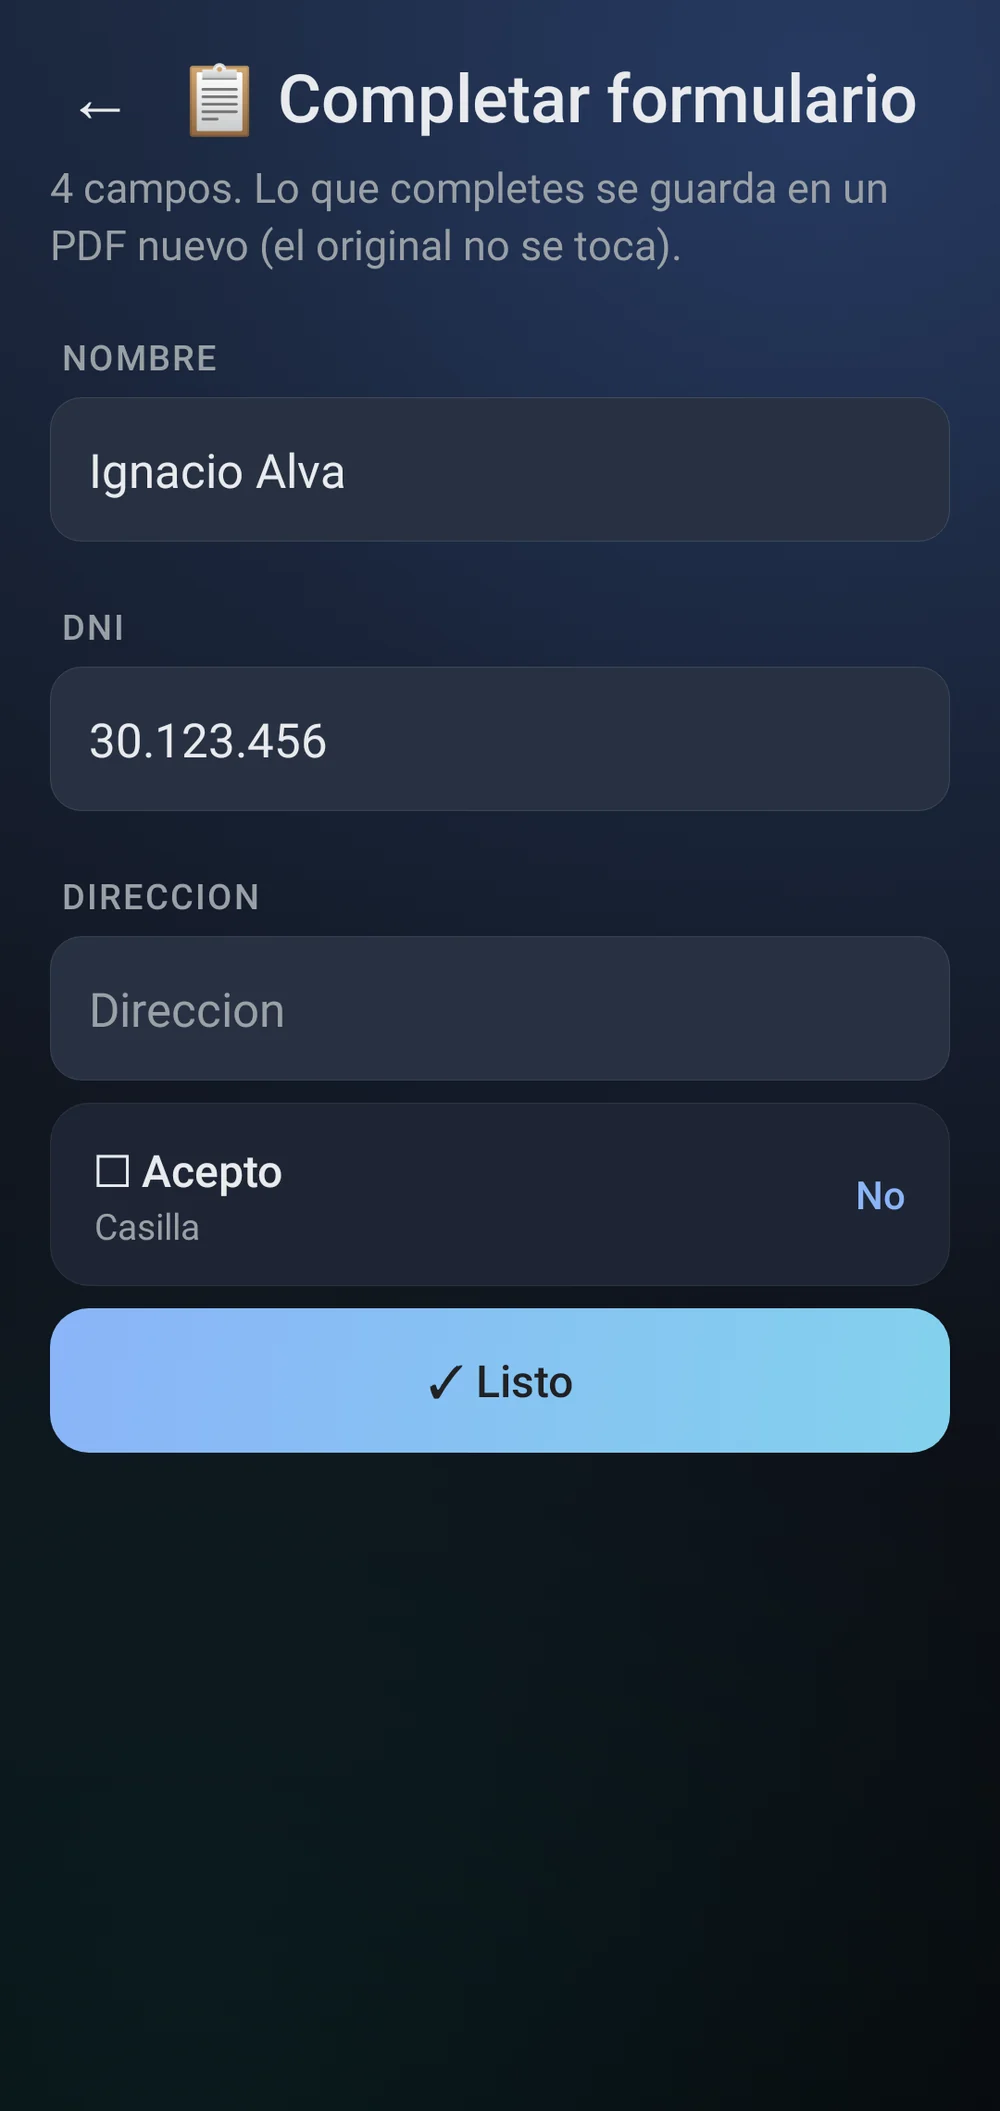 ← 📋 Completar formulario
4 campos. Lo que completes se guarda en un
PDF nuevo (el original no se toca).
NOMBRE
Ignacio Alva
DNI
30.123.456
DIRECCION
Direccion
☐ Acepto
Casilla
No
✓ Listo